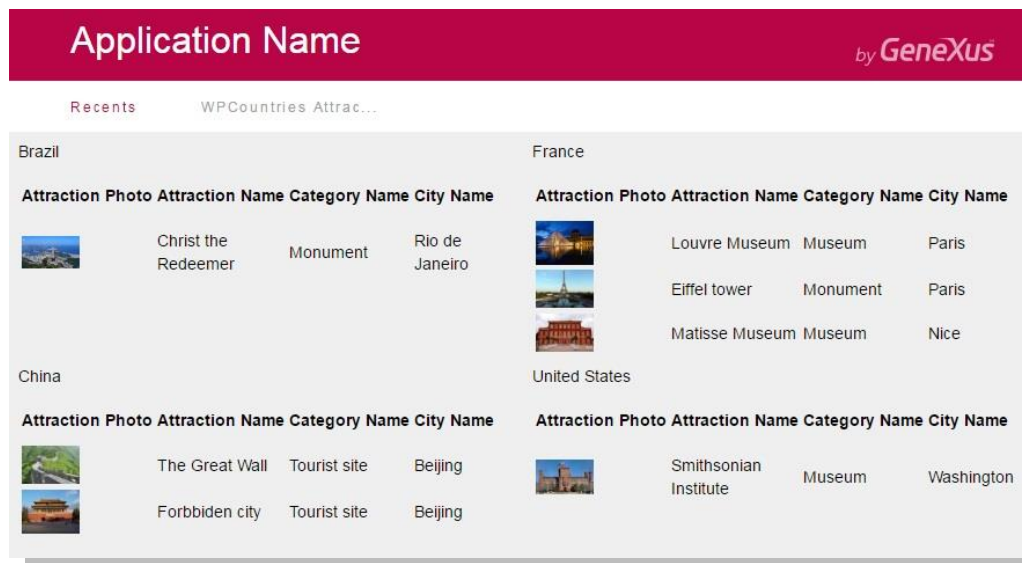 Application Name
by GeneXus
Recents WPCountries Attrac...
Brazil
Attraction Photo Attraction Name Category Name City Name
Christ the Redeemer Monument Rio de Janeiro
France
Attraction Photo Attraction Name Category Name City Name
Louvre Museum Museum Paris
Eiffel tower Monument Paris
Matisse Museum Museum Nice
China
Attraction Photo Attraction Name Category Name City Name
The Great Wall Tourist site Beijing
Forbbiden city Tourist site Beijing
United States
Attraction Photo Attraction Name Category Name City Name
Smithsonian Institute Museum Washington